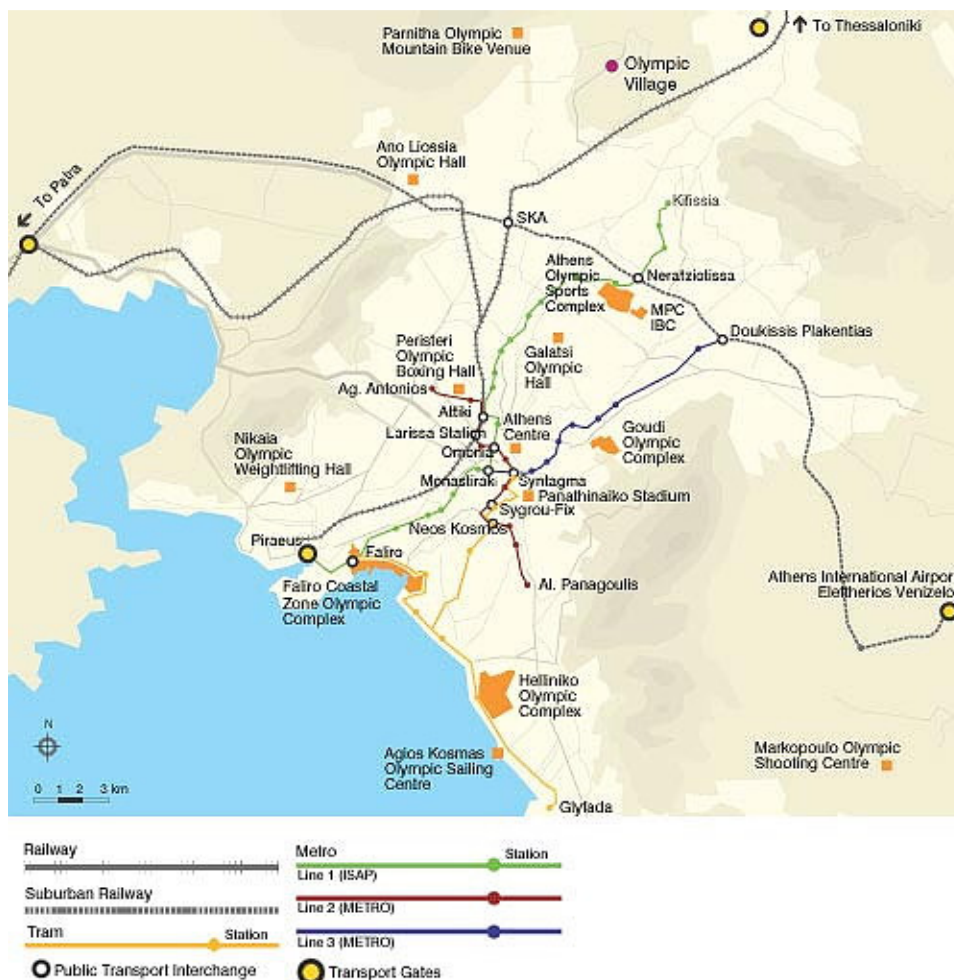 Parnitha Olympic
Mountain Bike Venue
To Thessaloniki
Olympic
Village
Ano Liossia
Olympic Hall
To Patra
Kifissia
SKA
Athens
Olympic
Sports
Complex
Neratziotissa
MPC
IBC
Doukissis Plakentias
Peristeri
Olympic
Boxing Hall
Galatsi
Olympic
Hall
Ag. Antonios
Attiki
Larissa Station
Athens
Centre
Omonia
Goudi
Olympic
Complex
Nikaia
Olympic
Weightlifting Hall
Monastiraki
Syntagma
Panathinaiko Stadium
Sygrou-Fix
Neos Kosmos
Piraeus
Faliro
Faliro Coastal
Zone Olympic
Complex
Al. Panagoulis
Athens International Airpor
Eleftherios Venizelo
Helliniko
Olympic
Complex
N
Agios Kosmas
Olympic Sailing
Centre
Markopoulo Olympic
Shooting Centre
0 1 2 3 km
Glyfada
Railway
Suburban Railway
Tram
Station
Public Transport Interchange
Metro
Station
Line 1 (ISAP)
Line 2 (METRO)
Line 3 (METRO)
Transport Gates